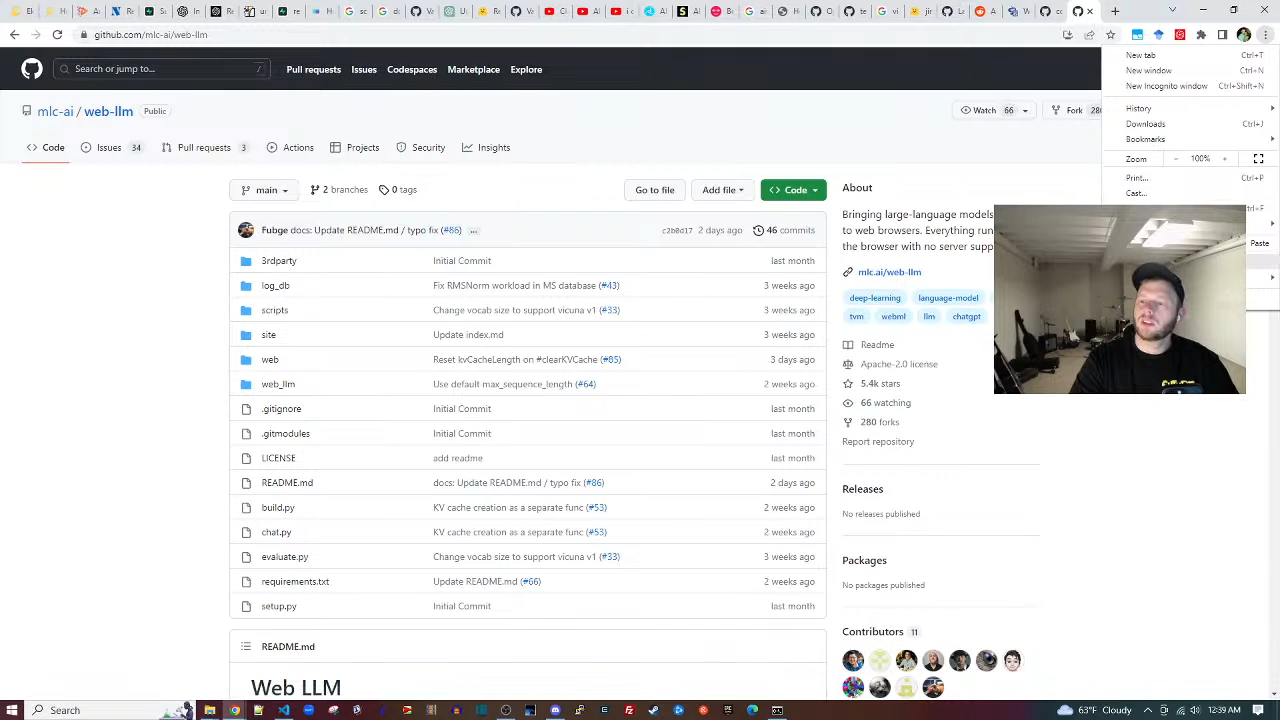 github.com/mlc-ai/web-llm
Search or jump to...
/
Pull requests
Issues
Codespaces
Marketplace
Explore
mlc-ai / web-llm
Public
Watch 66
Fork 280
Code
Issues 34
Pull requests 3
Actions
Projects
Security
Insights
main
2 branches
0 tags
Go to file
Add file
Code
Fubge docs: Update README.md / typo fix (#86) ...
c2b0d17 2 days ago
46 commits
3rdparty Initial Commit last month
log_db Fix RMSNorm workload in MS database (#43) 3 weeks ago
scripts Change vocab size to support vicuna v1 (#33) 3 weeks ago
site Update index.md 3 weeks ago
web Reset kvCacheLength on #clearKVCache (#85) 3 days ago
web_llm Use default max_sequence_length (#64) 2 weeks ago
.gitignore Initial Commit last month
.gitmodules Initial Commit last month
LICENSE add readme last month
README.md docs: Update README.md / typo fix (#86) 2 days ago
build.py KV cache creation as a separate func (#53) 2 weeks ago
chat.py KV cache creation as a separate func (#53) 2 weeks ago
evaluate.py Change vocab size to support vicuna v1 (#33) 3 weeks ago
requirements.txt Update README.md (#66) 2 weeks ago
setup.py Initial Commit last month
README.md
Web LLM
About
Bringing large-language models
to web browsers. Everything run
the browser with no server supp
mlc.ai/web-llm
deep-learning
language-model
tvm
webml
llm
chatgpt
Readme
Apache-2.0 license
5.4k stars
66 watching
280 forks
Report repository
Releases
No releases published
Packages
No packages published
Contributors 11
New tab Ctrl+T
New window Ctrl+N
New Incognito window Ctrl+Shift+N
History
Downloads Ctrl+J
Bookmarks
Zoom - 100% +
Print... Ctrl+P
Cast...
Paste
Search
63°F Cloudy
12:39 AM